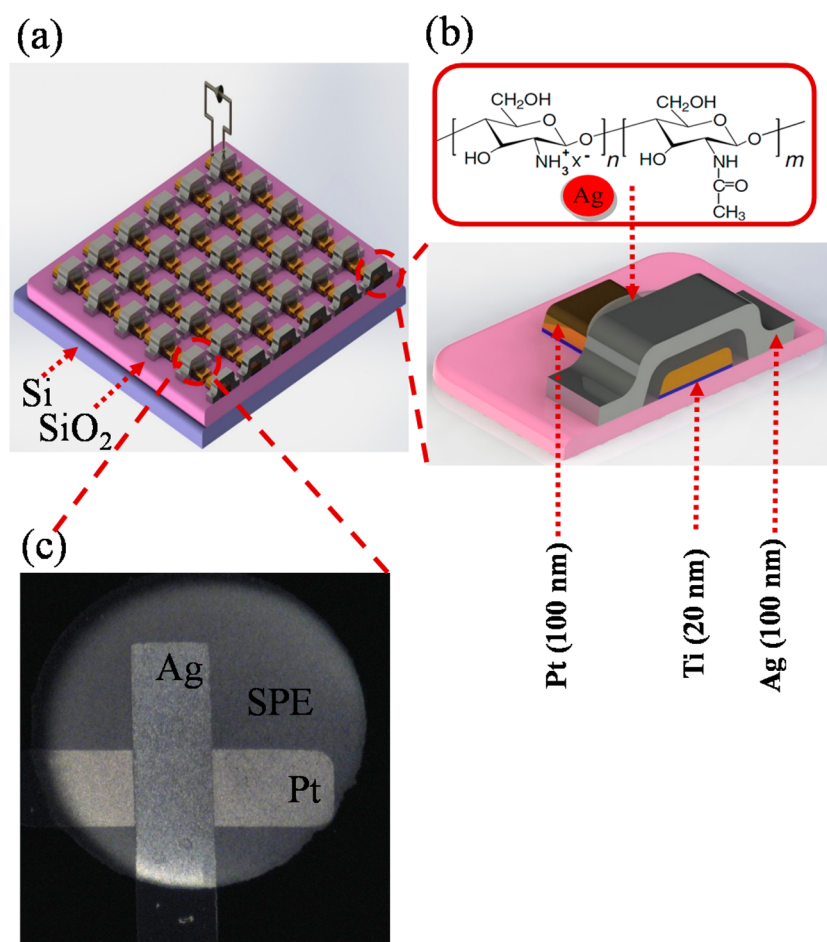 (a)
(b)
CH2OH
CH2OH
O
O
O
O
HO
HO
NH3+X-
n
NH
m
C=O
CH3
Ag
Si
SiO2
(c)
Ag
SPE
Pt
Pt (100 nm)
Ti (20 nm)
Ag (100 nm)